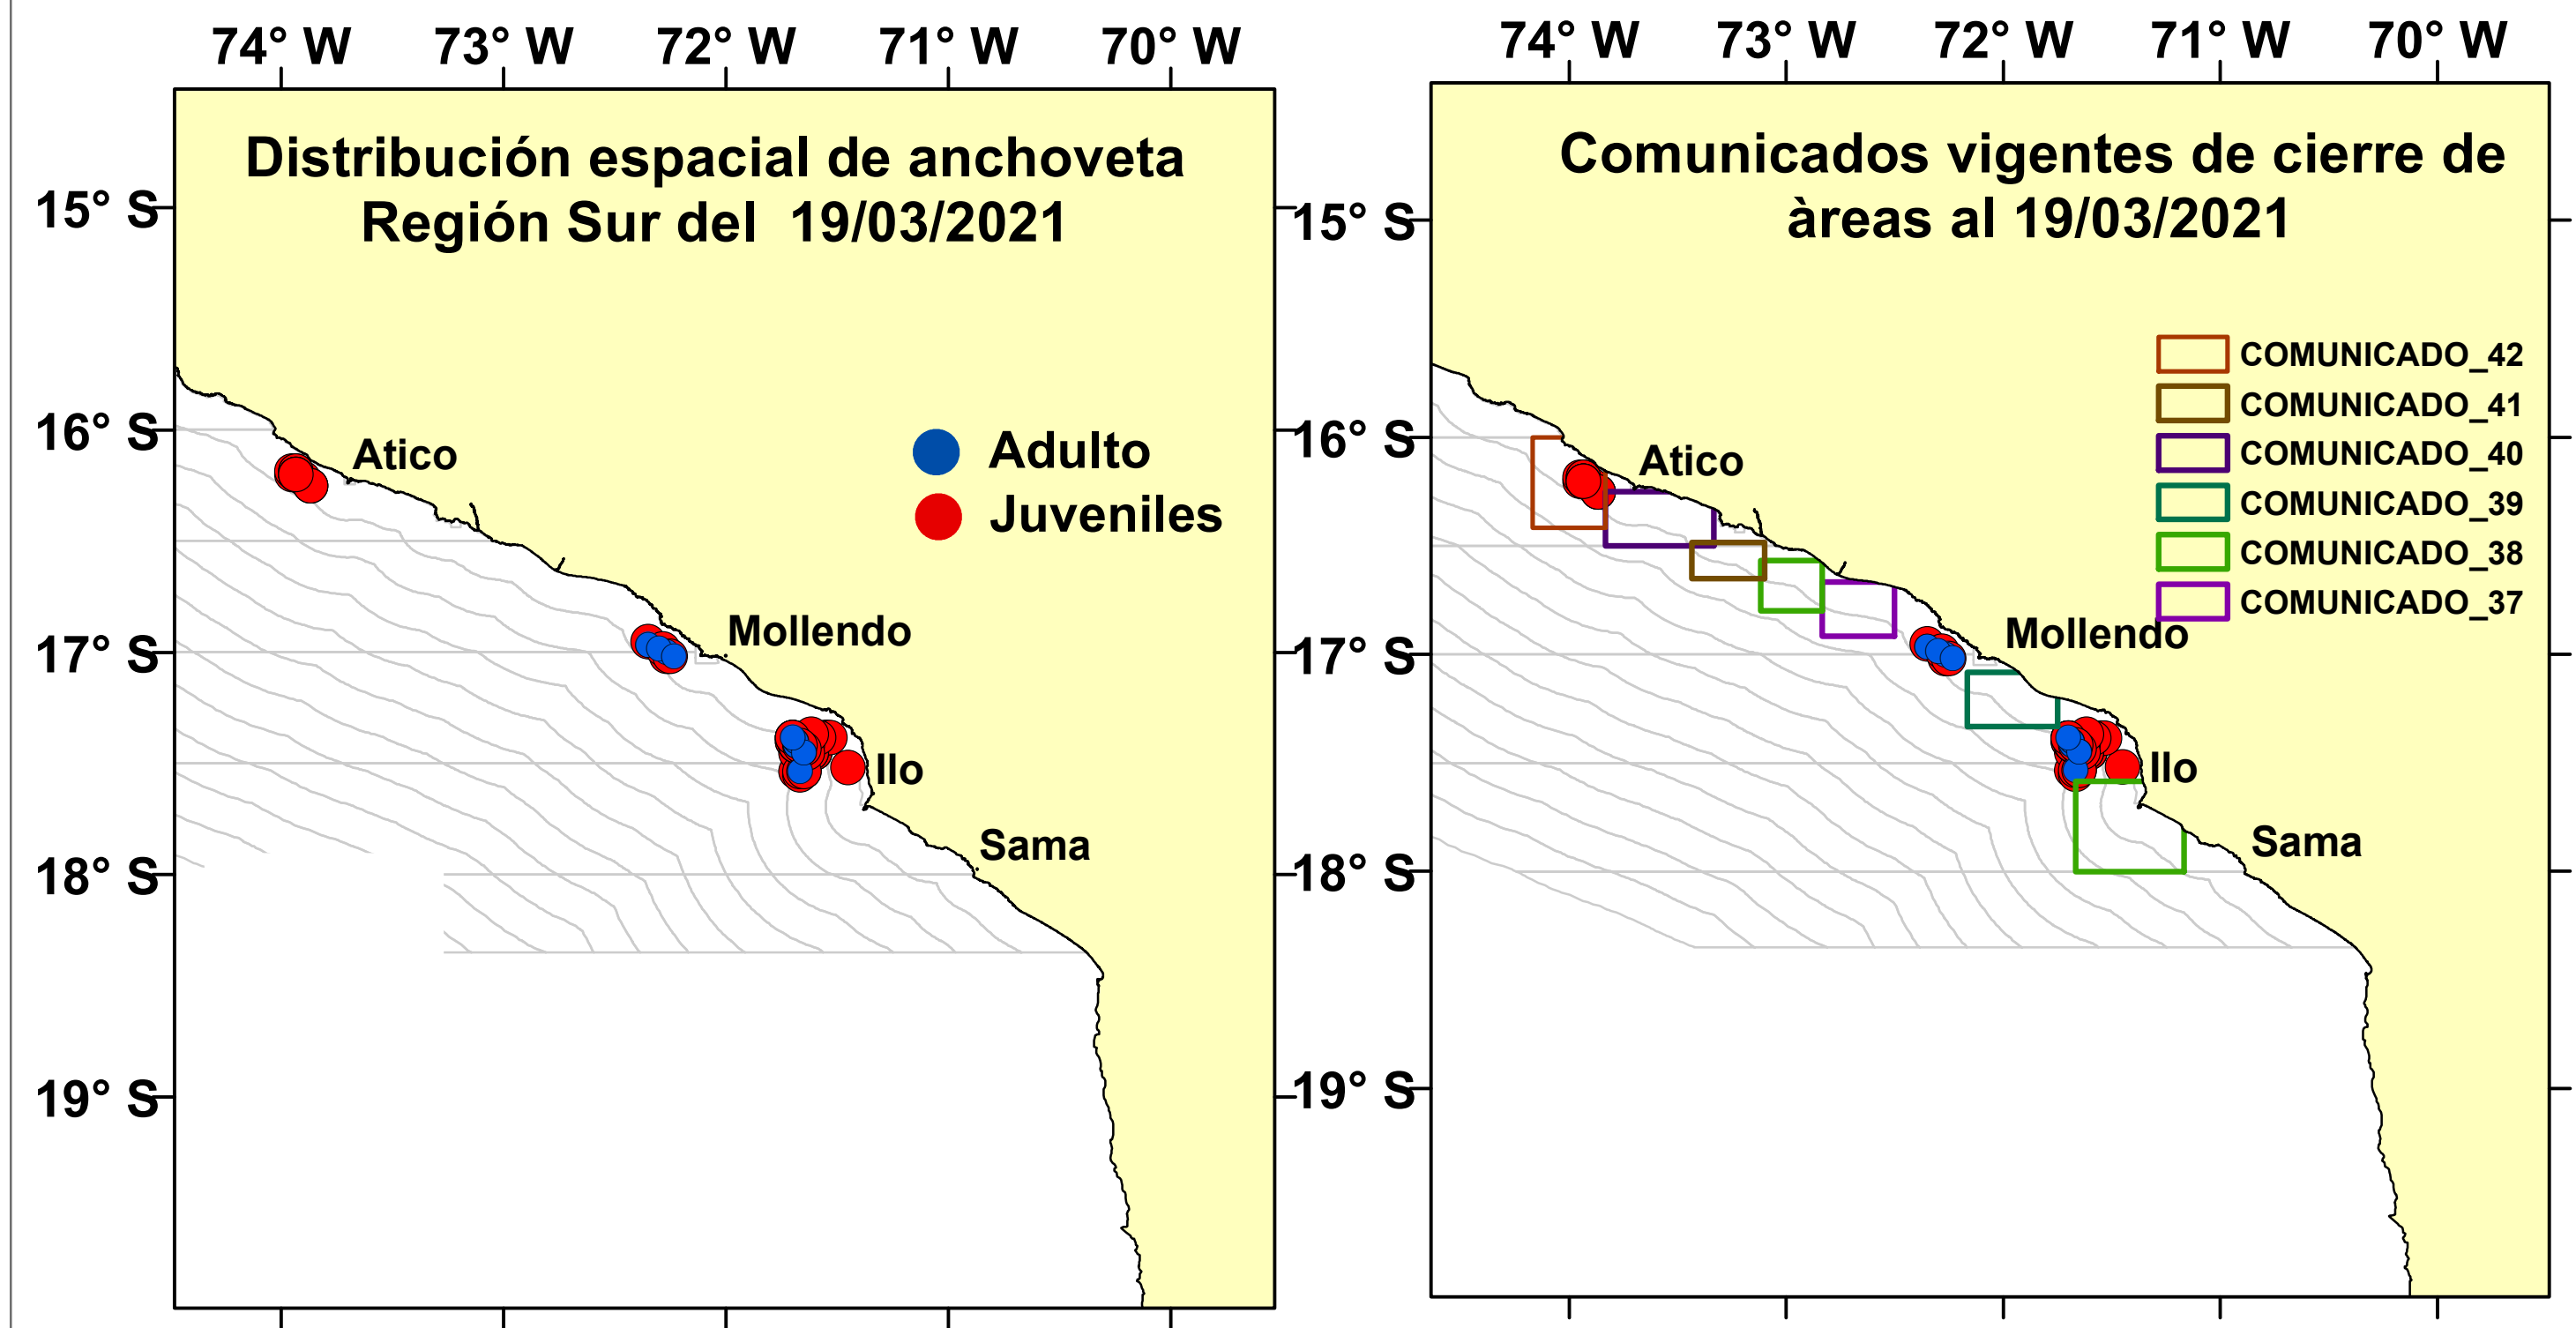 74° W 73° W 72° W 71° W 70° W
Distribución espacial de anchoveta
Región Sur del 19/03/2021
15° S
16° S
17° S
18° S
19° S
Atico
Adulto
Juveniles
Mollendo
Ilo
Sama
74° W 73° W 72° W 71° W 70° W
Comunicados vigentes de cierre de
àreas al 19/03/2021
15° S
16° S
17° S
18° S
19° S
COMUNICADO_42
COMUNICADO_41
COMUNICADO_40
COMUNICADO_39
COMUNICADO_38
COMUNICADO_37
Atico
Mollendo
Ilo
Sama